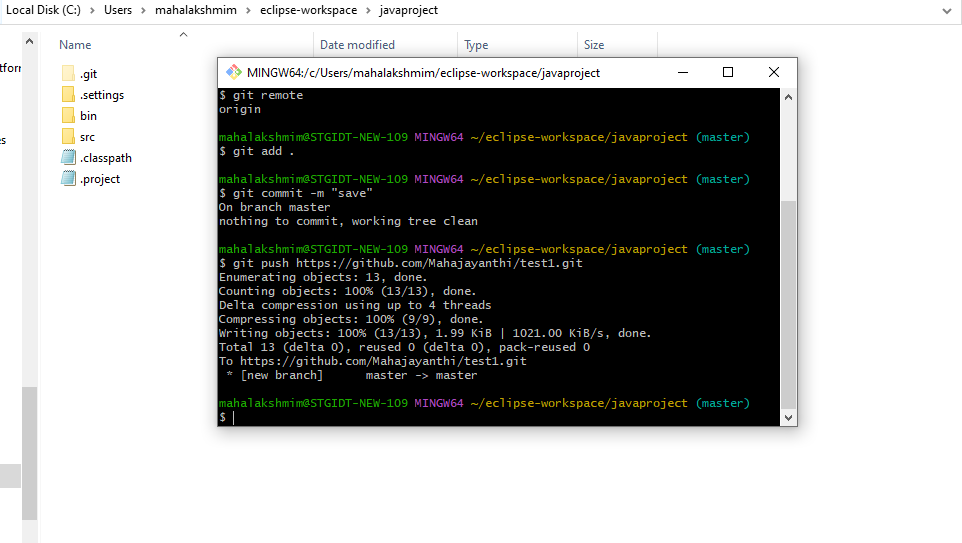 Local Disk (C:) > Users > mahalakshmim > eclipse-workspace > javaproject
Name Date modified Type Size
.git
.settings
bin
src
.classpath
.project
MINGW64:/c/Users/mahalakshmim/eclipse-workspace/javaproject
$ git remote
origin
mahalakshmim@STGIDT-NEW-109 MINGW64 ~/eclipse-workspace/javaproject (master)
$ git add .
mahalakshmim@STGIDT-NEW-109 MINGW64 ~/eclipse-workspace/javaproject (master)
$ git commit -m "save"
On branch master
nothing to commit, working tree clean
mahalakshmim@STGIDT-NEW-109 MINGW64 ~/eclipse-workspace/javaproject (master)
$ git push https://github.com/Mahajayanthi/test1.git
Enumerating objects: 13, done.
Counting objects: 100% (13/13), done.
Delta compression using up to 4 threads
Compressing objects: 100% (9/9), done.
Writing objects: 100% (13/13), 1.99 KiB | 1021.00 KiB/s, done.
Total 13 (delta 0), reused 0 (delta 0), pack-reused 0
To https://github.com/Mahajayanthi/test1.git
 * [new branch]      master -> master
mahalakshmim@STGIDT-NEW-109 MINGW64 ~/eclipse-workspace/javaproject (master)
$